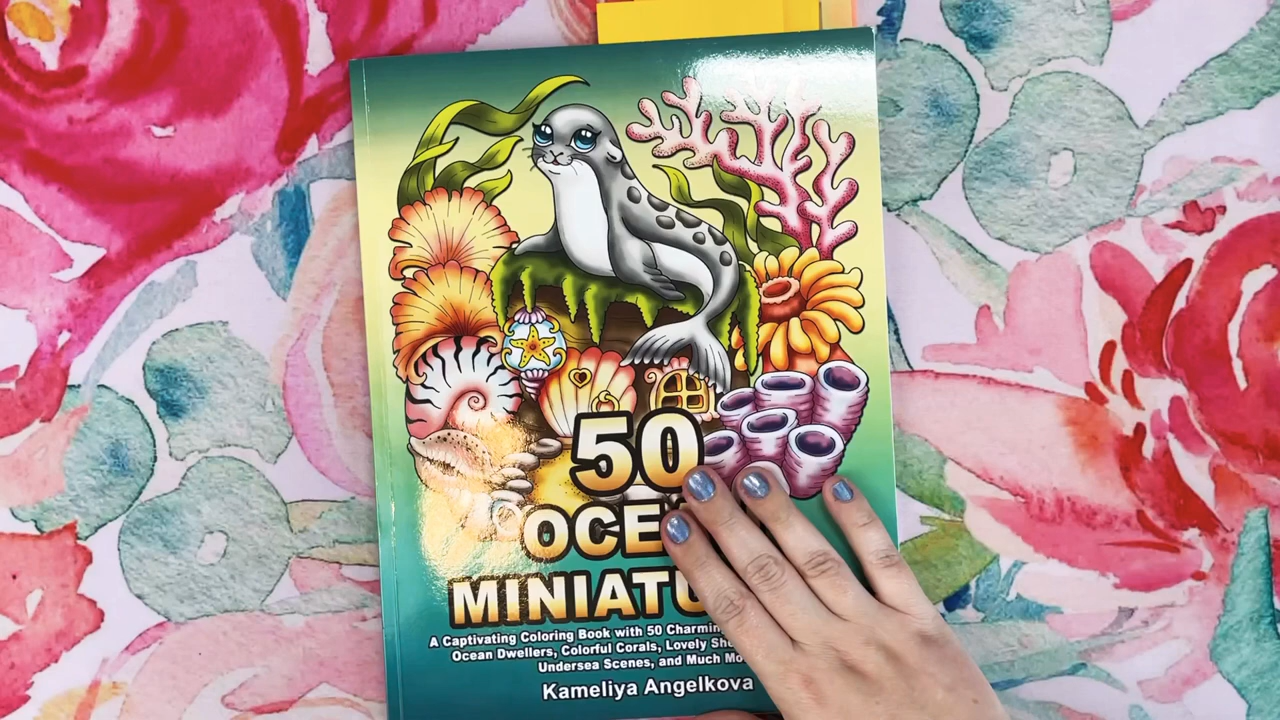 50
OCE
MINIATU
A Captivating Coloring Book with 50 Charmin
Ocean Dwellers, Colorful Corals, Lovely She
Undersea Scenes, and Much Mo
Kameliya Angelkova